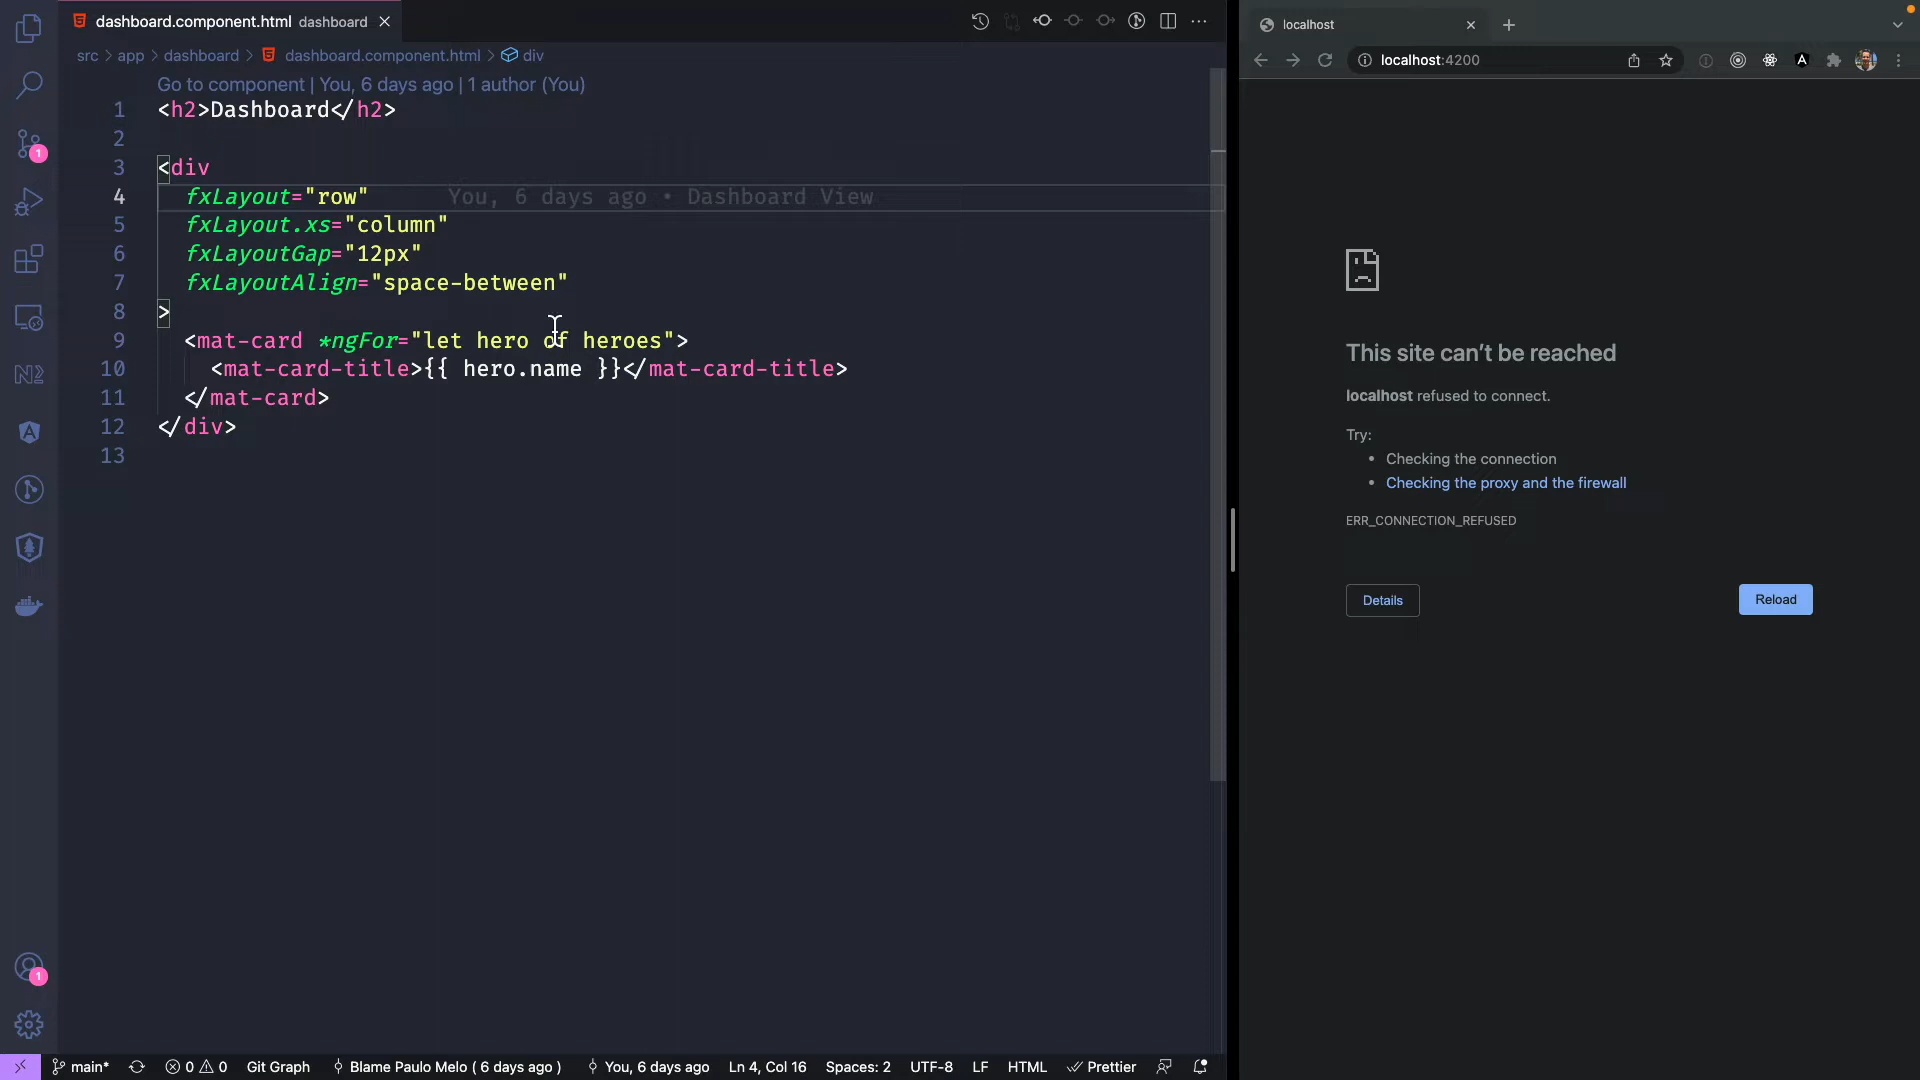 dashboard.component.html dashboard
src > app > dashboard > dashboard.component.html > div
Go to component | You, 6 days ago | 1 author (You)
1 <h2>Dashboard</h2>
2
3 <div
4 fxLayout="row" You, 6 days ago • Dashboard View
5 fxLayout.xs="column"
6 fxLayoutGap="12px"
7 fxLayoutAlign="space-between"
8 >
9 <mat-card *ngFor="let hero of heroes">
10 <mat-card-title>{{ hero.name }}</mat-card-title>
11 </mat-card>
12 </div>
13
1
1
main* 0 0 Git Graph Blame Paulo Melo ( 6 days ago ) You, 6 days ago Ln 4, Col 16 Spaces: 2 UTF-8 LF HTML Prettier
localhost
localhost:4200
This site can’t be reached
localhost refused to connect.
Try:
• Checking the connection
• Checking the proxy and the firewall
ERR_CONNECTION_REFUSED
Details
Reload